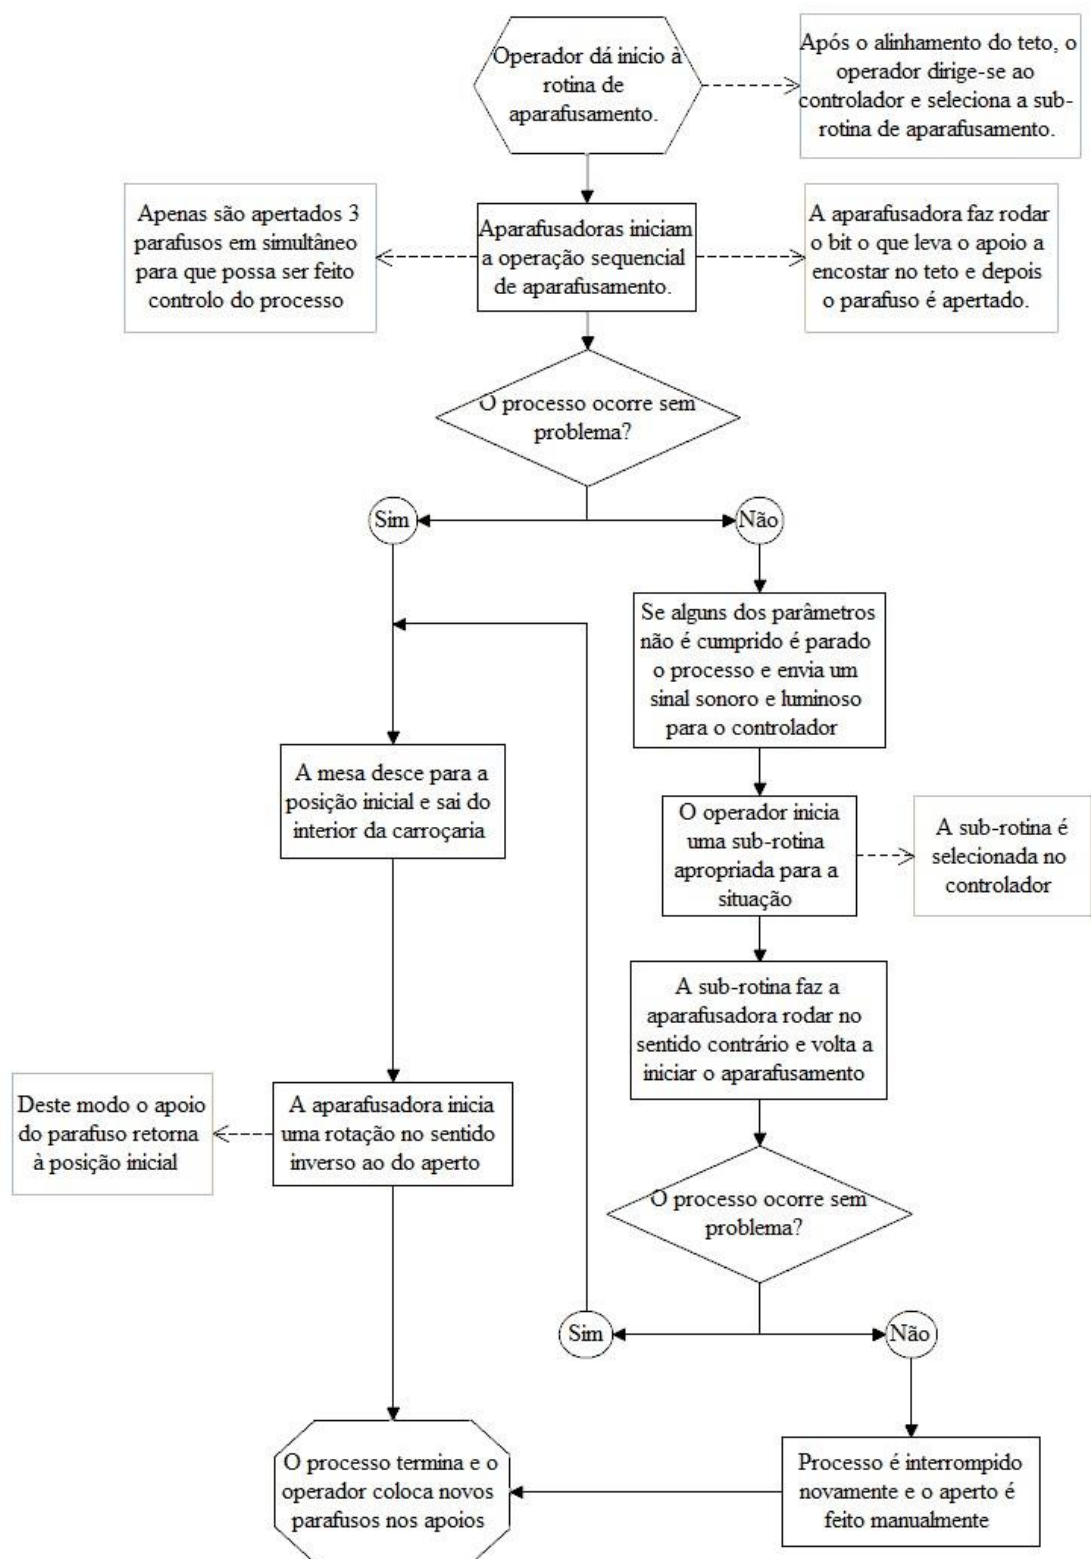 Operador dá início à
rotina de
aparafusamento.
Após o alinhamento do teto, o
operador dirige-se ao
controlador e seleciona a sub-
rotina de aparafusamento.
Apenas são apertados 3
parafusos em simultâneo
para que possa ser feito
controlo do processo
Aparafusadoras iniciam
a operação sequencial
de aparafusamento.
A aparafusadora faz rodar
o bit o que leva o apoio a
encostar no teto e depois
o parafuso é apertado.
O processo ocorre sem
problema?
Sim
Não
Se alguns dos parâmetros
não é cumprido é parado
o processo e envia um
sinal sonoro e luminoso
para o controlador
A mesa desce para a
posição inicial e sai do
interior da carroçaria
O operador inicia
uma sub-rotina
apropriada para a
situação
A sub-rotina é
selecionada no
controlador
A sub-rotina faz a
aparafusadora rodar no
sentido contrário e volta a
iniciar o aparafusamento
Deste modo o apoio
do parafuso retorna
à posição inicial
A aparafusadora inicia
uma rotação no sentido
inverso ao do aperto
O processo ocorre sem
problema?
Sim
Não
O processo termina e o
operador coloca novos
parafusos nos apoios
Processo é interrompido
novamente e o aperto é
feito manualmente